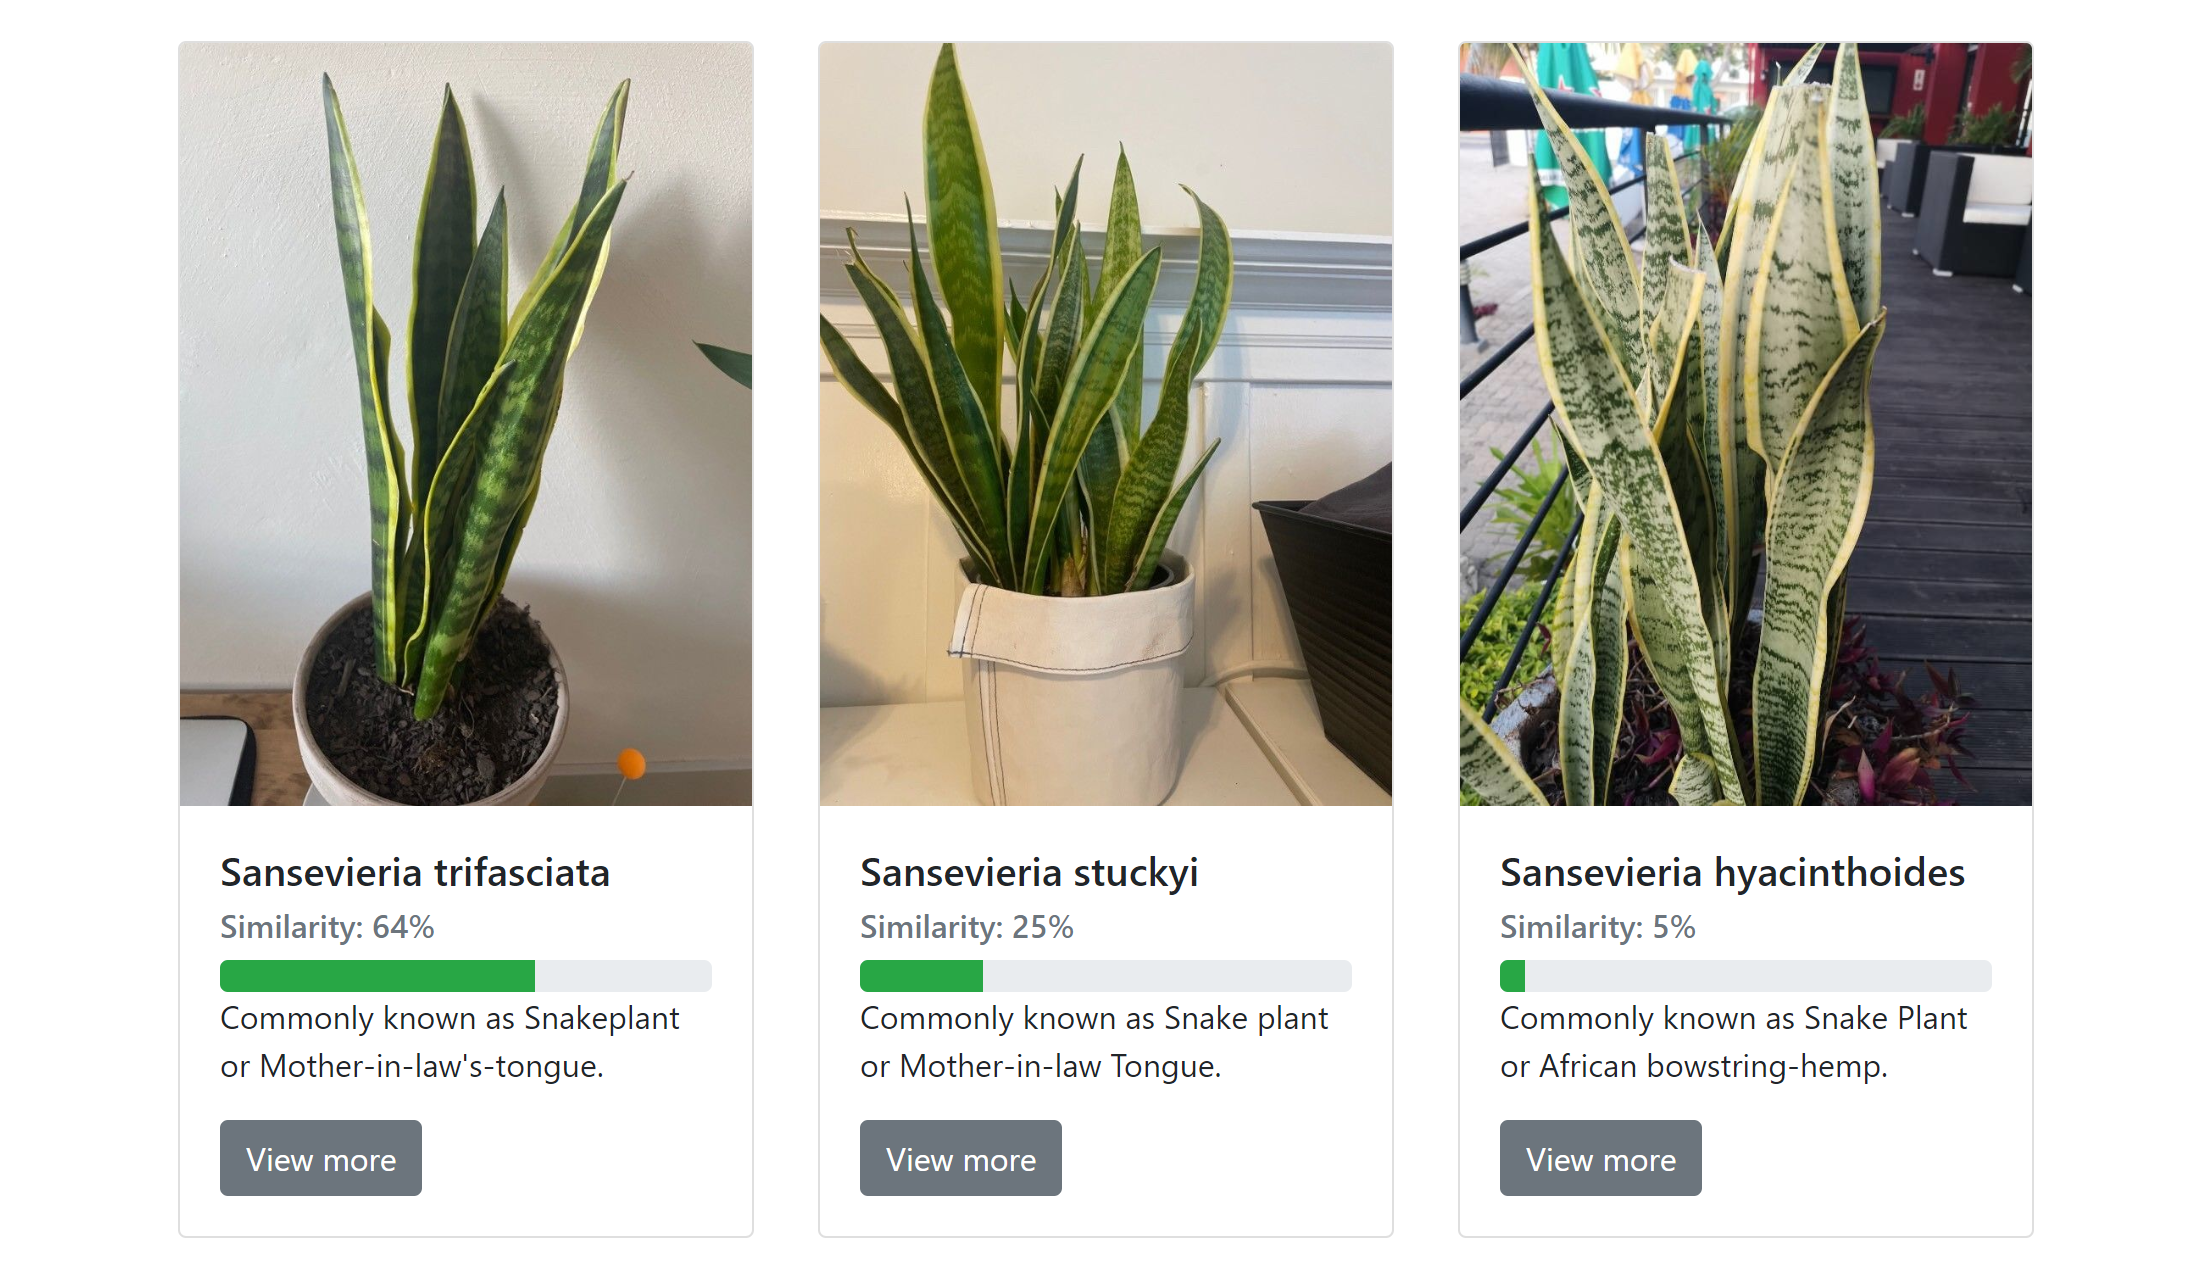 Sansevieria trifasciata
Similarity: 64%
Commonly known as Snakeplant
or Mother-in-law's-tongue.
View more
Sansevieria stuckyi
Similarity: 25%
Commonly known as Snake plant
or Mother-in-law Tongue.
View more
Sansevieria hyacinthoides
Similarity: 5%
Commonly known as Snake Plant
or African bowstring-hemp.
View more